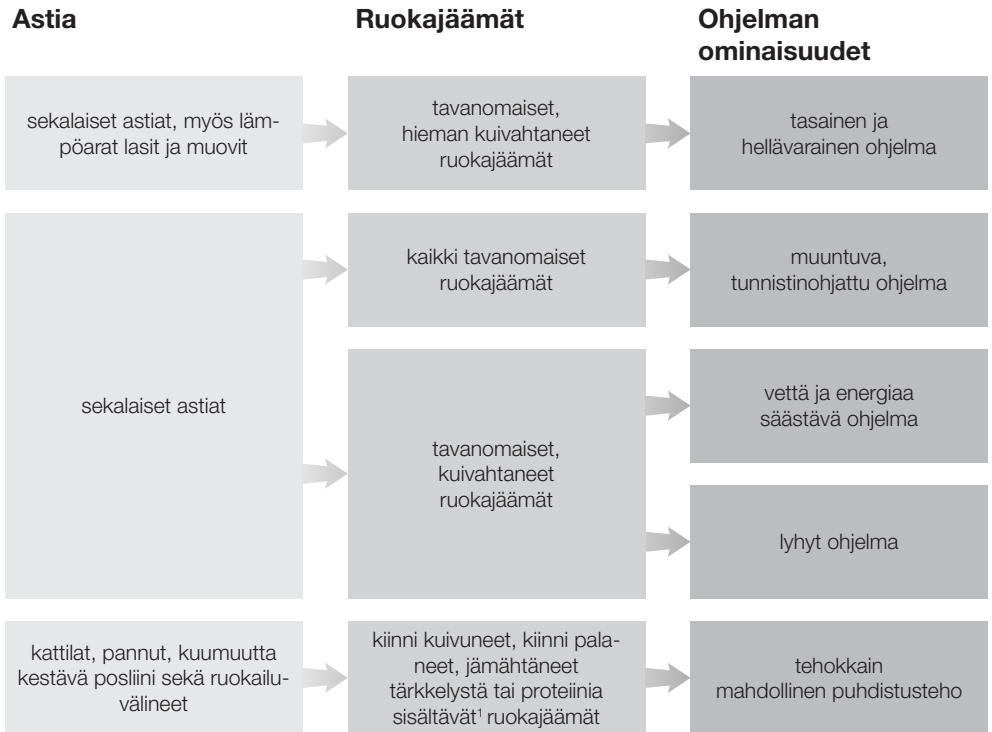 Astia
Ruokajäämät
Ohjelman
ominaisuudet
sekalaiset astiat, myös läm-
pöarat lasit ja muovit
tavanomaiset,
hieman kuivahtaneet
ruokajäämät
tasainen ja
hellävarainen ohjelma
sekalaiset astiat
kaikki tavanomaiset
ruokajäämät
muuntuva,
tunnistinohjattu ohjelma
tavanomaiset,
kuivahtaneet
ruokajäämät
vettä ja energiaa
säästävä ohjelma
lyhyt ohjelma
kattilat, pannut, kuumuutta
kestävä posliini sekä ruokailu-
välineet
kiinni kuivuneet, kiinni pala-
neet, jämähtäneet
tärkkelystä tai proteiinia
sisältävät¹ ruokajäämät
tehokkain
mahdollinen puhdistusteho